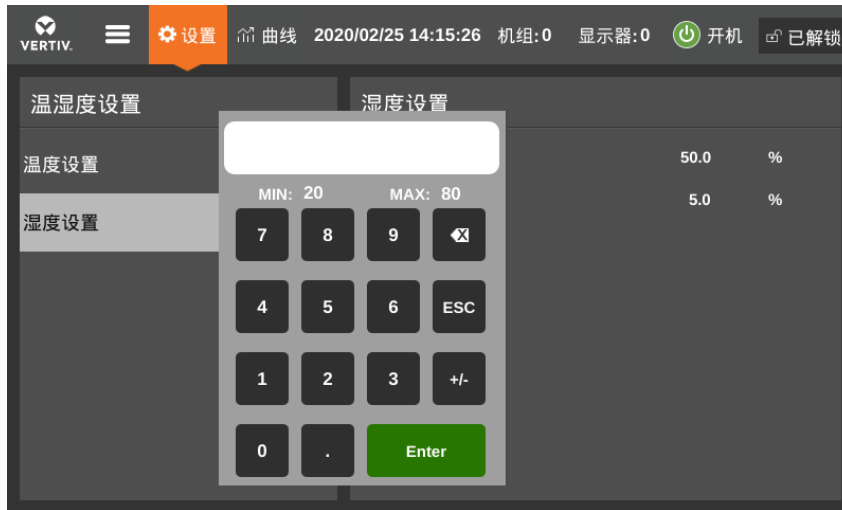 VERTIV. 设置 曲线 2020/02/25 14:15:26 机组:0 显示器:0 开机 已解锁
温湿度设置 湿度设置
温度设置 50.0 %
MIN: 20 MAX: 80 5.0 %
湿度设置
7 8 9 X
4 5 6 ESC
1 2 3 +/-
0 . Enter